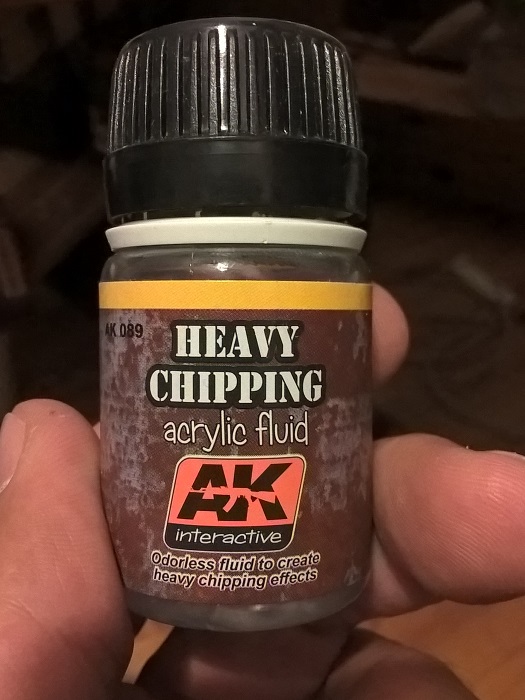 AK 089
HEAVY
CHIPPING
acrylic fluid
AK
interactive
Odorless fluid to create
heavy chipping effects